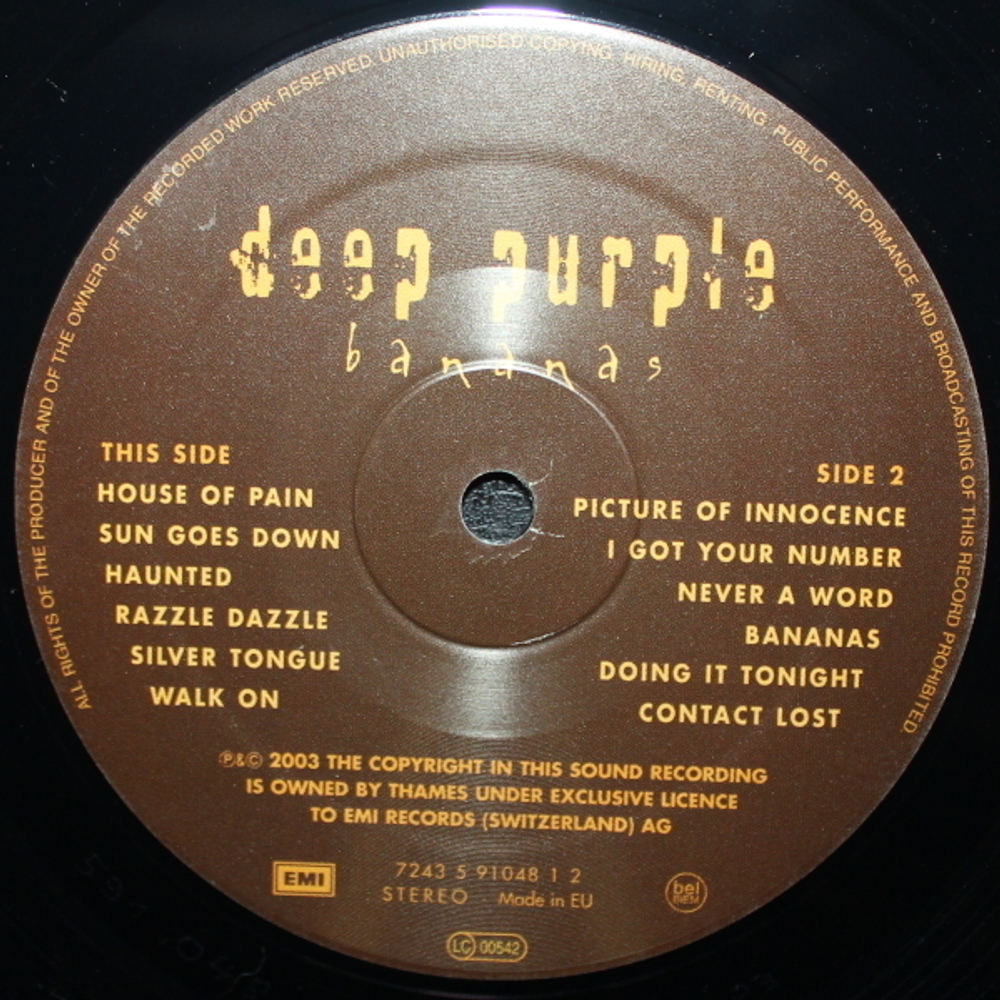 ALL RIGHTS OF THE PRODUCER AND OF THE OWNER OF THE RECORDED WORK RESERVED. UNAUTHORISED COPYING, HIRING, RENTING, PUBLIC PERFORMANCE AND BROADCASTING OF THIS RECORD PROHIBITED.
deep purple
bananas
THIS SIDE
HOUSE OF PAIN
SUN GOES DOWN
HAUNTED
RAZZLE DAZZLE
SILVER TONGUE
WALK ON
SIDE 2
PICTURE OF INNOCENCE
I GOT YOUR NUMBER
NEVER A WORD
BANANAS
DOING IT TONIGHT
CONTACT LOST
℗&© 2003 THE COPYRIGHT IN THIS SOUND RECORDING
IS OWNED BY THAMES UNDER EXCLUSIVE LICENCE
TO EMI RECORDS (SWITZERLAND) AG
EMI
7243 5 91048 1 2
STEREO Made in EU
bel
BIEM
LC 00542